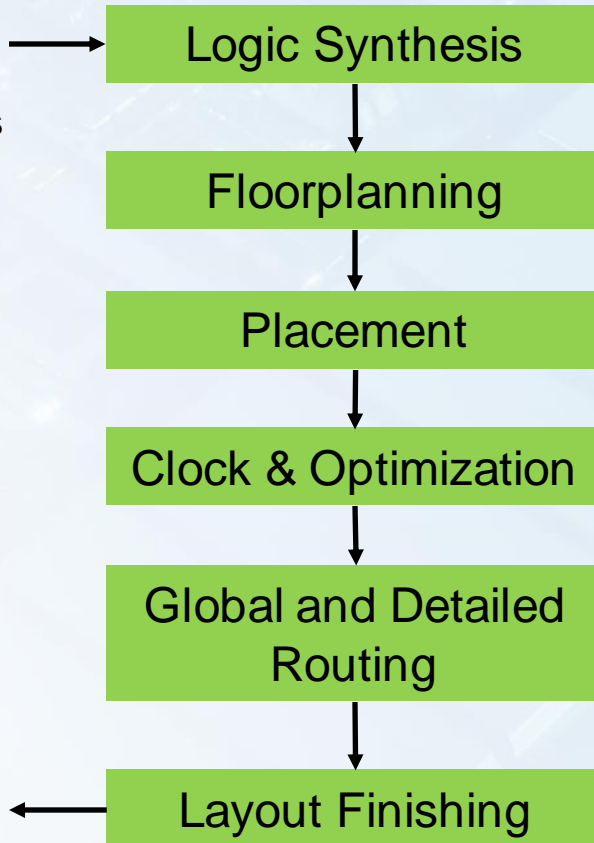 Logic Synthesis
s
Floorplanning
Placement
Clock & Optimization
Global and Detailed
Routing
Layout Finishing